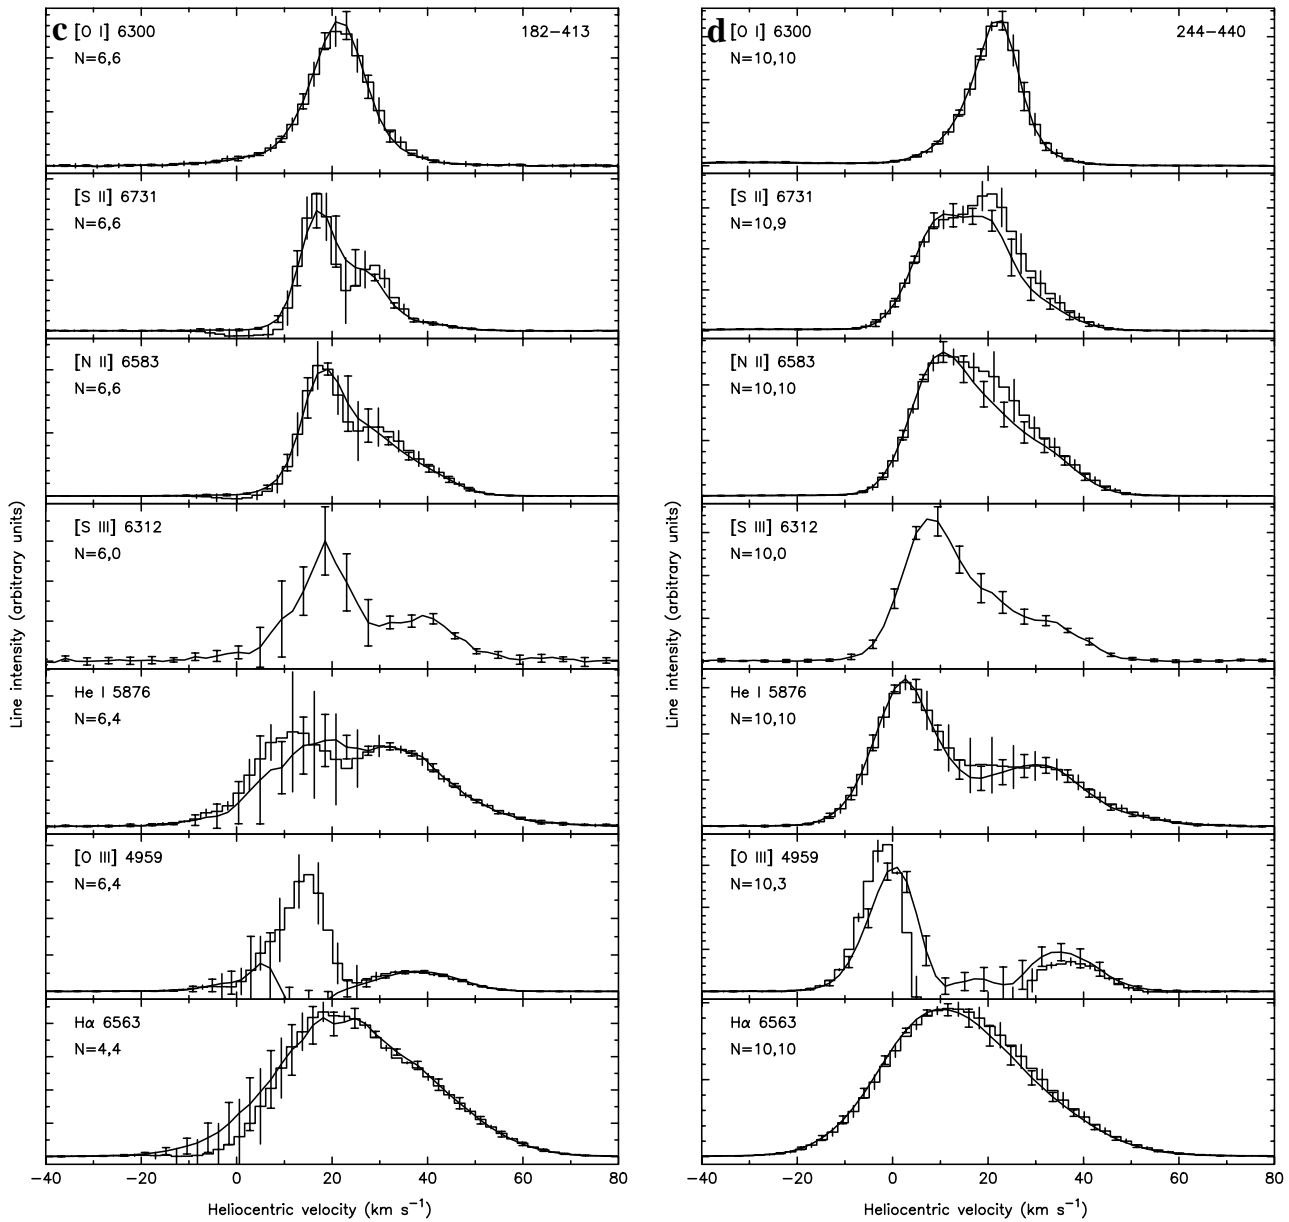 c [O I] 6300
182−413
N=6,6
[S II] 6731
N=6,6
[N II] 6583
N=6,6
[S III] 6312
N=6,0
He I 5876
N=6,4
[O III] 4959
N=6,4
Hα 6563
N=4,4
−40 −20 0 20 40 60 80
Heliocentric velocity (km s⁻¹)
Line intensity (arbitrary units)
d [O I] 6300
244−440
N=10,10
[S II] 6731
N=10,9
[N II] 6583
N=10,10
[S III] 6312
N=10,0
He I 5876
N=10,10
[O III] 4959
N=10,3
Hα 6563
N=10,10
−40 −20 0 20 40 60 80
Heliocentric velocity (km s⁻¹)
Line intensity (arbitrary units)